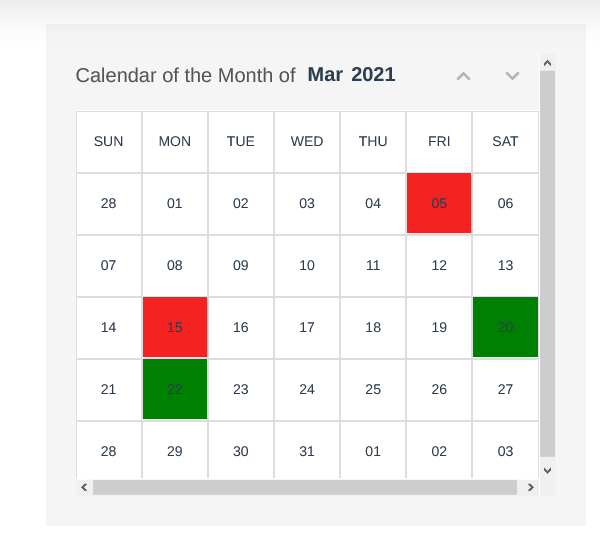 Calendar of the Month of Mar 2021
SUN MON TUE WED THU FRI SAT
28 01 02 03 04 05 06
07 08 09 10 11 12 13
14 15 16 17 18 19 20
21 22 23 24 25 26 27
28 29 30 31 01 02 03